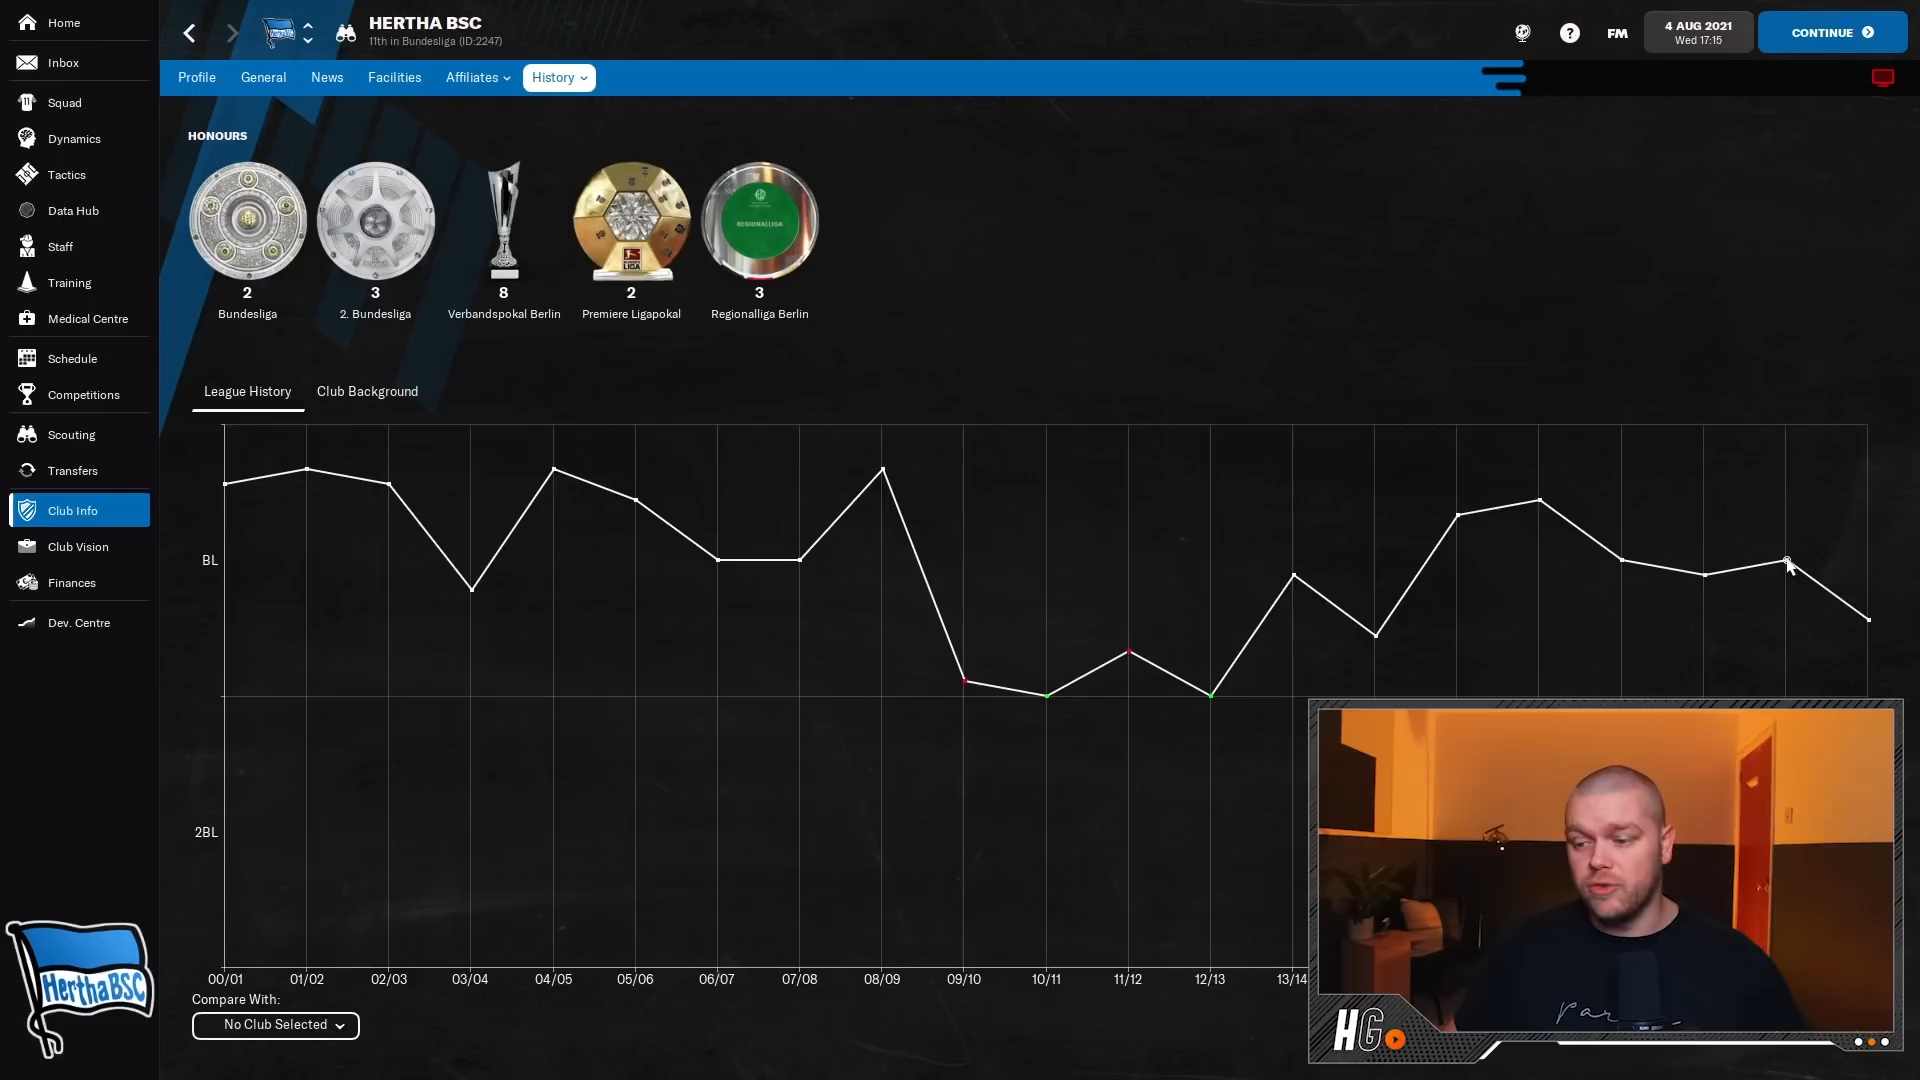 Home
Inbox
Squad
Dynamics
Tactics
Data Hub
Staff
Training
Medical Centre
Schedule
Competitions
Scouting
Transfers
Club Info
Club Vision
Finances
Dev. Centre
Hertha BSC
HERTHA BSC
11th in Bundesliga (ID:2247)
FM
4 AUG 2021
Wed 17:15
CONTINUE
Profile
General
News
Facilities
Affiliates
History
HONOURS
REGIONALLIGA
BUNDES
LIGA
2
3
8
2
3
Bundesliga
2. Bundesliga
Verbandspokal Berlin
Premiere Ligapokal
Regionalliga Berlin
League History
Club Background
BL
2BL
00/01
01/02
02/03
03/04
04/05
05/06
06/07
07/08
08/09
09/10
10/11
11/12
12/13
13/14
Compare With:
No Club Selected
HG